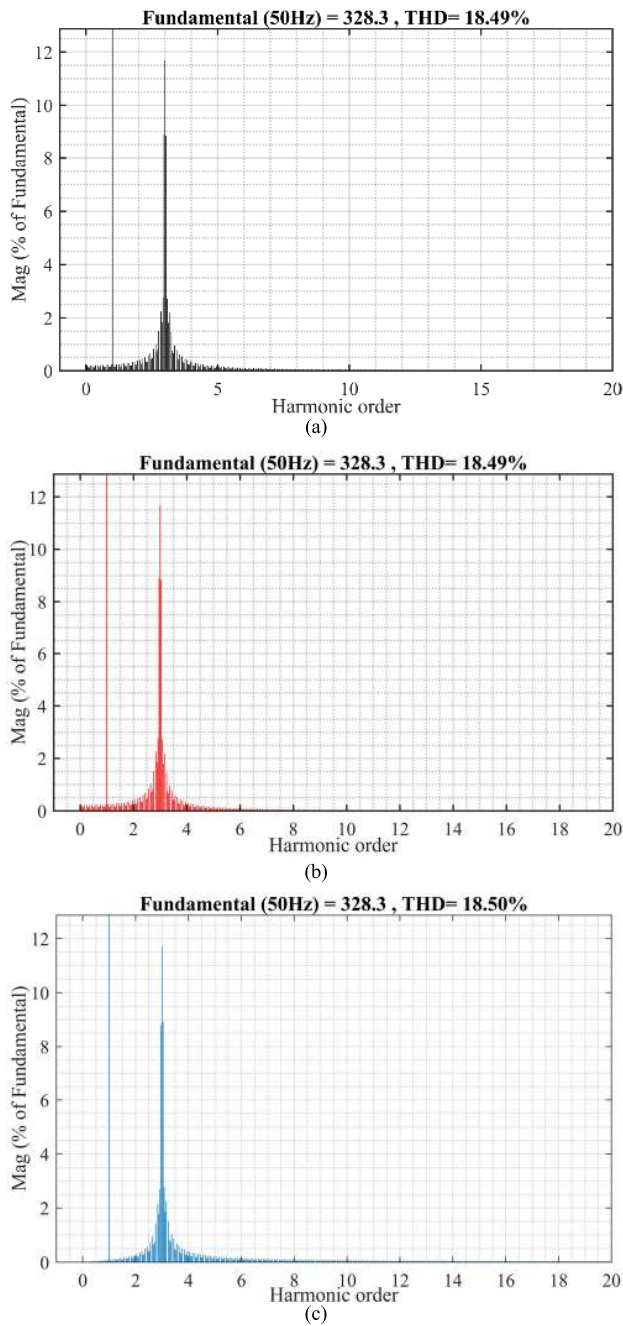 Fundamental (50Hz) = 328.3 , THD= 18.49%
Mag (% of Fundamental)
12
10
8
6
4
2
0
0 5 10 15 20
Harmonic order
(a)
Fundamental (50Hz) = 328.3 , THD= 18.49%
Mag (% of Fundamental)
12
10
8
6
4
2
0
0 2 4 6 8 10 12 14 16 18 20
Harmonic order
(b)
Fundamental (50Hz) = 328.3 , THD= 18.50%
Mag (% of Fundamental)
12
10
8
6
4
2
0
0 2 4 6 8 10 12 14 16 18 20
Harmonic order
(c)